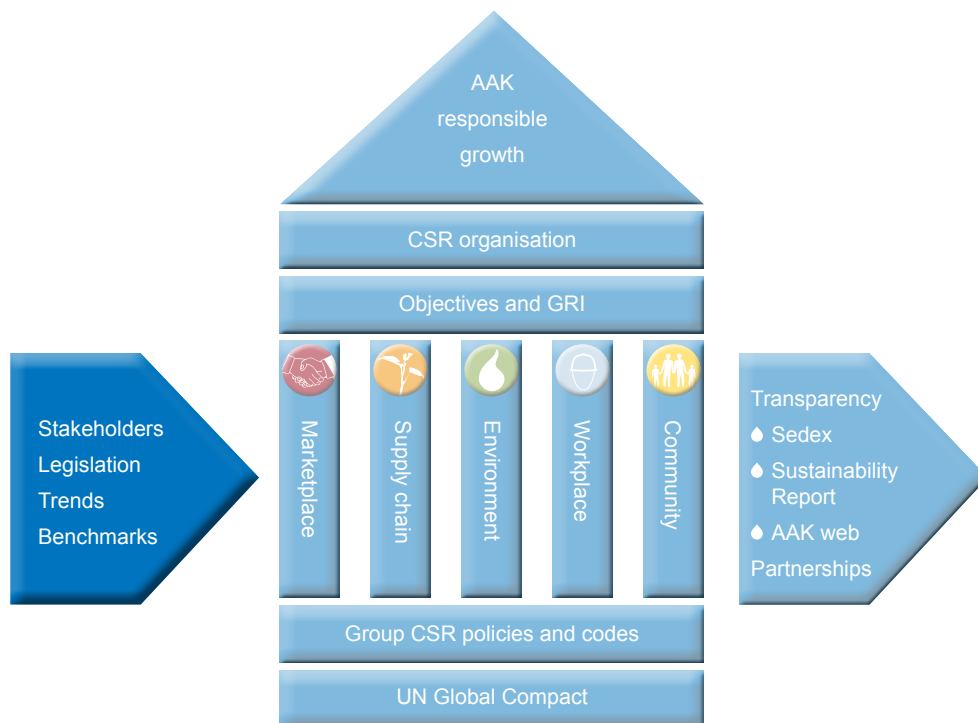 AAK
responsible
growth
CSR organisation
Objectives and GRI
Stakeholders
Legislation
Trends
Benchmarks
Marketplace
Supply chain
Environment
Workplace
Community
Transparency
Sedex
Sustainability
Report
AAK web
Partnerships
Group CSR policies and codes
UN Global Compact